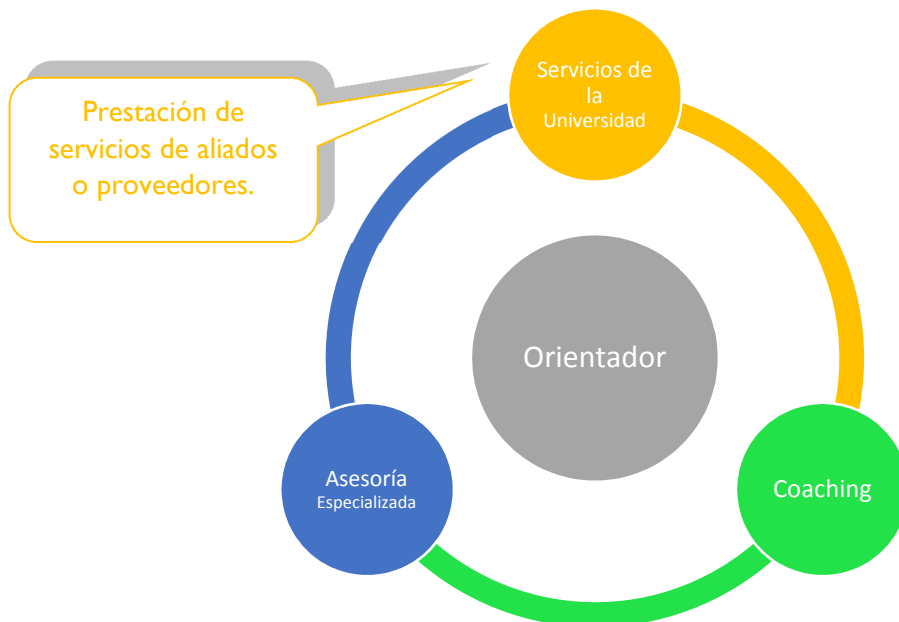 Servicios de
la
Universidad
Prestación de
servicios de aliados
o proveedores.
Orientador
Asesoría
Especializada
Coaching